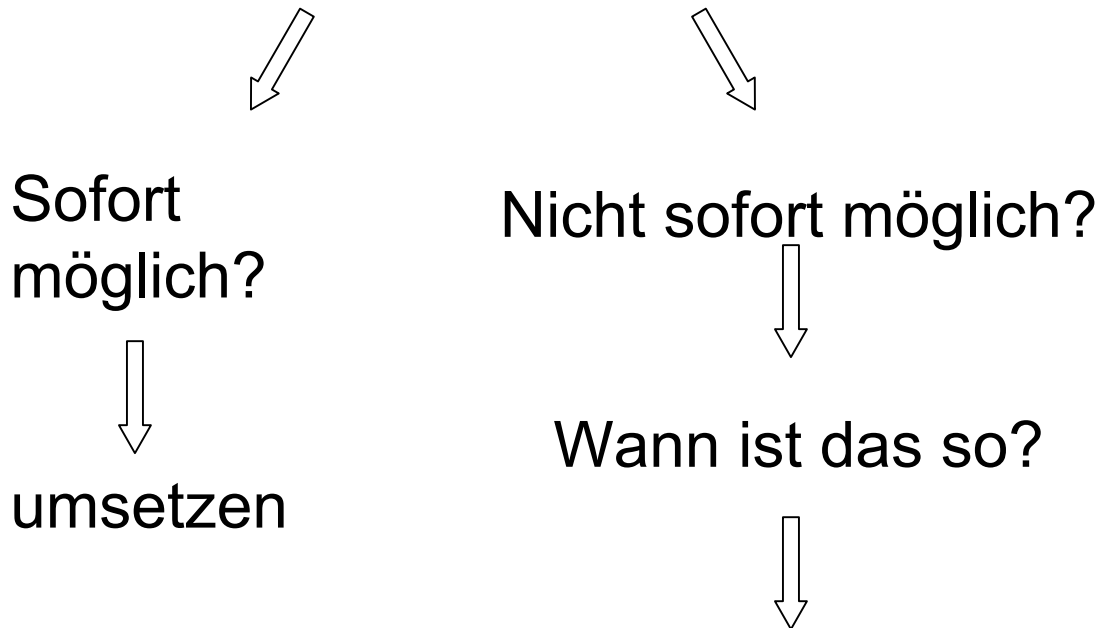 Sofort
möglich?
umsetzen
Nicht sofort möglich?
Wann ist das so?